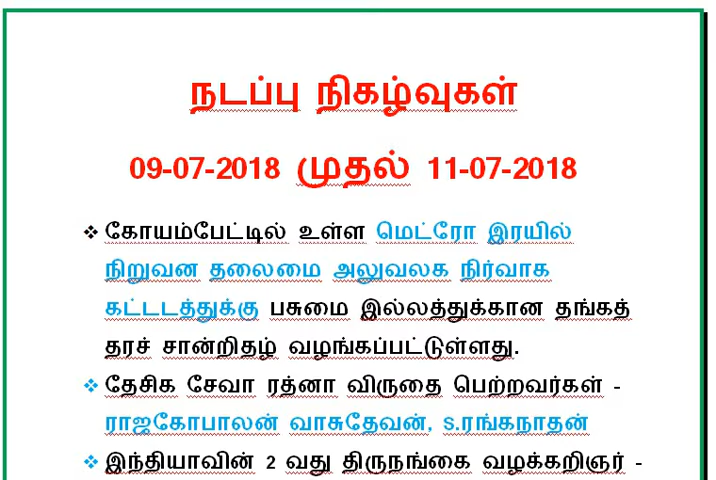 நடப்பு நிகழ்வுகள்
09-07-2018 முதல் 11-07-2018
❖ கோயம்பேட்டில் உள்ள மெட்ரோ இரயில்
நிறுவன தலைமை அலுவலக நிர்வாக
கட்டடத்துக்கு பசுமை இல்லத்துக்கான தங்கத்
தரச் சான்றிதழ் வழங்கப்பட்டுள்ளது.
❖ தேசிக சேவா ரத்னா விருதை பெற்றவர்கள் -
ராஜகோபாலன் வாசுதேவன், S.ரங்கநாதன்
❖ இந்தியாவின் 2 வது திருநங்கை வழக்கறிஞர் -